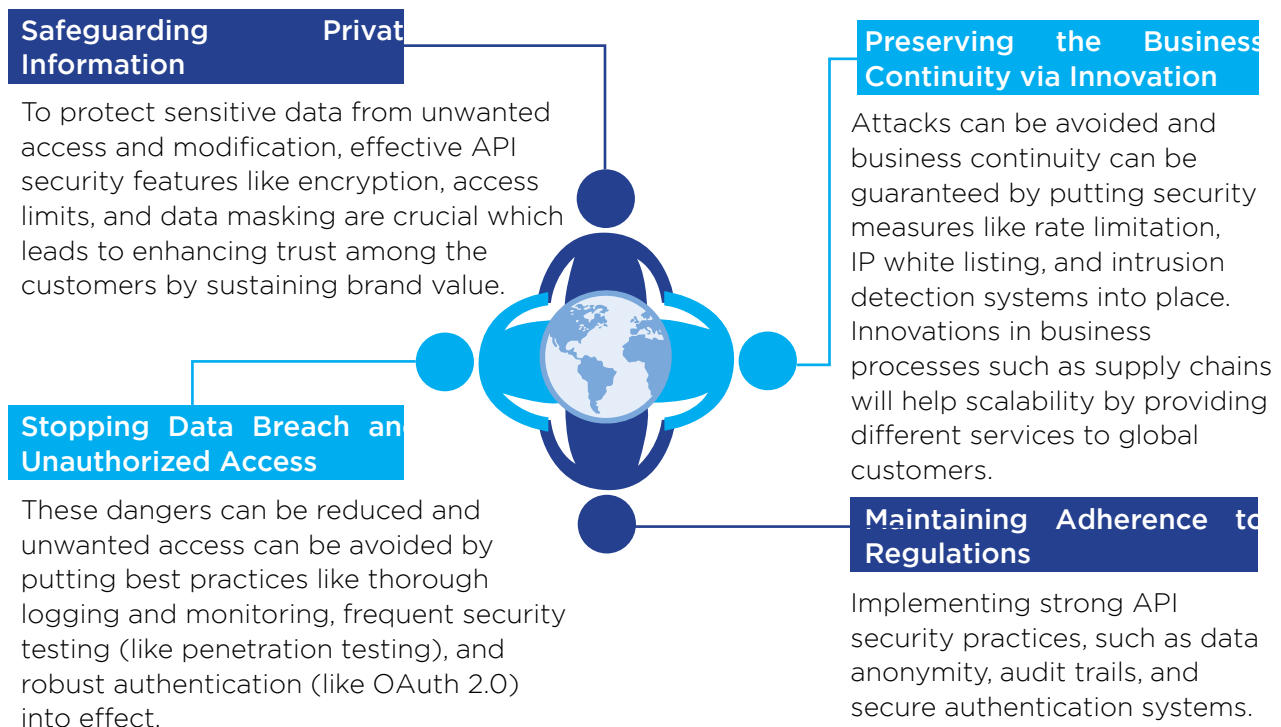 Safeguarding Privat
Information
To protect sensitive data from unwanted
access and modification, effective API
security features like encryption, access
limits, and data masking are crucial which
leads to enhancing trust among the
customers by sustaining brand value.
Stopping Data Breach an
Unauthorized Access
These dangers can be reduced and
unwanted access can be avoided by
putting best practices like thorough
logging and monitoring, frequent security
testing (like penetration testing), and
robust authentication (like OAuth 2.0)
into effect.
Preserving the Business
Continuity via Innovation
Attacks can be avoided and
business continuity can be
guaranteed by putting security
measures like rate limitation,
IP white listing, and intrusion
detection systems into place.
Innovations in business
processes such as supply chains
will help scalability by providing
different services to global
customers.
Maintaining Adherence to
Regulations
Implementing strong API
security practices, such as data
anonymity, audit trails, and
secure authentication systems.